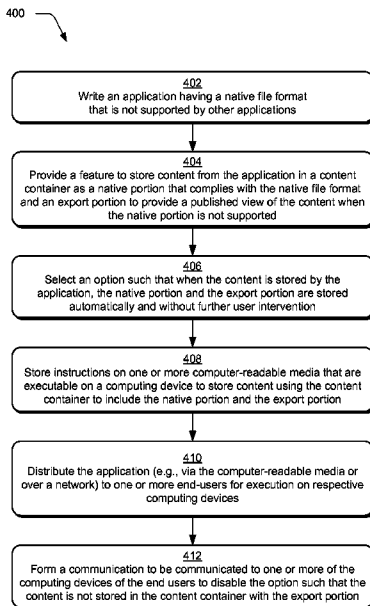 400
402
Write an application having a native file format
that is not supported by other applications
404
Provide a feature to store content from the application in a content
container as a native portion that complies with the native file format
and an export portion to provide a published view of the content when
the native portion is not supported
406
Select an option such that when the content is stored by the
application, the native portion and the export portion are stored
automatically and without further user intervention
408
Store instructions on one or more computer-readable media that are
executable on a computing device to store content using the content
container to include the native portion and the export portion
410
Distribute the application (e.g., via the computer-readable media or
over a network) to one or more end-users for execution on respective
computing devices
412
Form a communication to be communicated to one or more of the
computing devices of the end users to disable the option such that the
content is not stored in the content container with the export portion